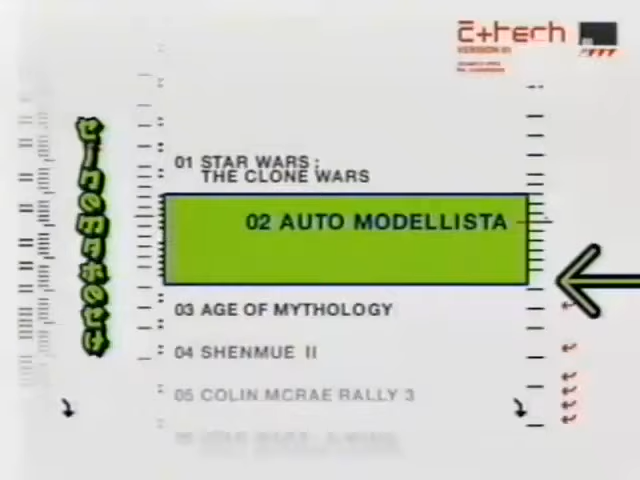 C+tech
VERSION 01
01 STAR WARS :
THE CLONE WARS
02 AUTO MODELLISTA
03 AGE OF MYTHOLOGY
04 SHENMUE II
05 COLIN MCRAE RALLY 3